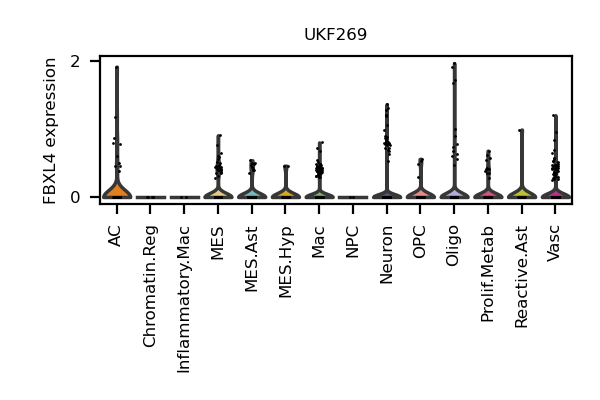 UKF269
FBXL4 expression
2
0
AC
Chromatin.Reg
Inflammatory.Mac
MES
MES.Ast
MES.Hyp
Mac
NPC
Neuron
OPC
Oligo
Prolif.Metab
Reactive.Ast
Vasc